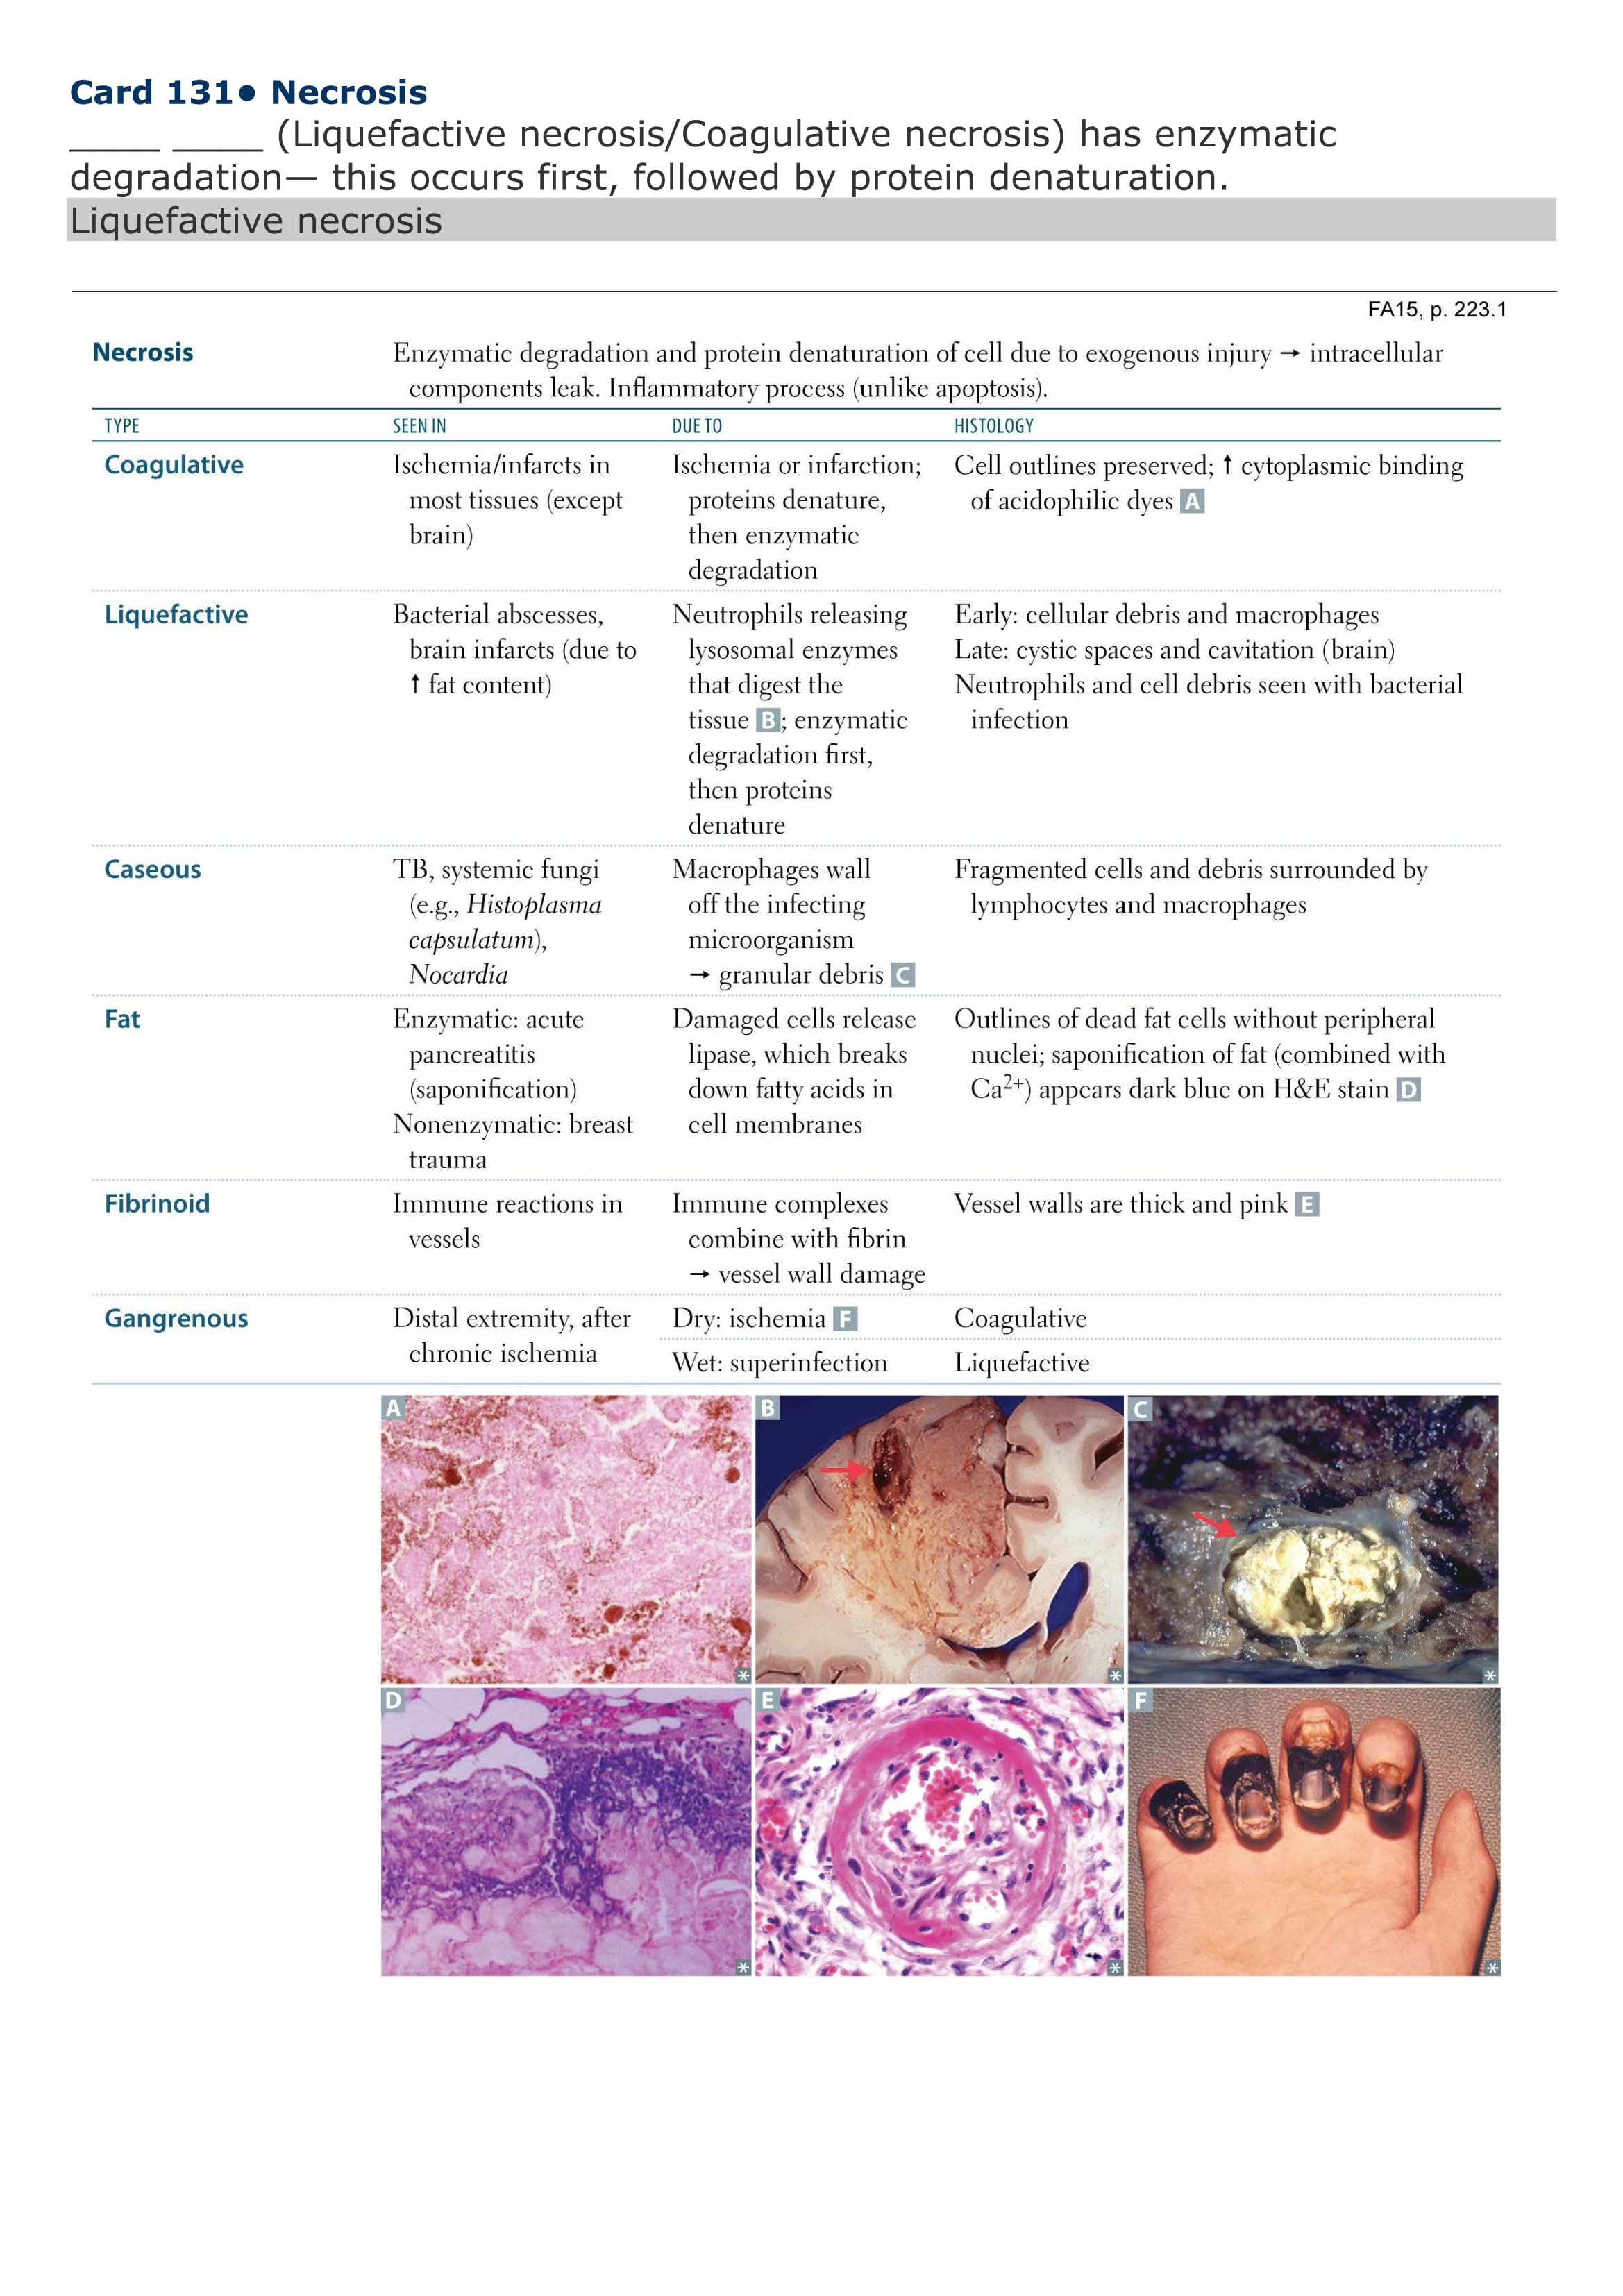 Card 131• Necrosis
____ ____ (Liquefactive necrosis/Coagulative necrosis) has enzymatic
degradation— this occurs first, followed by protein denaturation.
Liquefactive necrosis
FA15, p. 223.1
Necrosis Enzymatic degradation and protein denaturation of cell due to exogenous injury → intracellular
components leak. Inflammatory process (unlike apoptosis).
TYPE SEEN IN DUE TO HISTOLOGY
Coagulative Ischemia/infarcts in Ischemia or infarction; Cell outlines preserved; ↑ cytoplasmic binding
most tissues (except proteins denature, of acidophilic dyes A
brain) then enzymatic
degradation
Liquefactive Bacterial abscesses, Neutrophils releasing Early: cellular debris and macrophages
brain infarcts (due to lysosomal enzymes Late: cystic spaces and cavitation (brain)
↑ fat content) that digest the Neutrophils and cell debris seen with bacterial
tissue B; enzymatic infection
degradation first,
then proteins
denature
Caseous TB, systemic fungi Macrophages wall Fragmented cells and debris surrounded by
(e.g., Histoplasma off the infecting lymphocytes and macrophages
capsulatum), microorganism
Nocardia → granular debris C
Fat Enzymatic: acute Damaged cells release Outlines of dead fat cells without peripheral
pancreatitis lipase, which breaks nuclei; saponification of fat (combined with
(saponification) down fatty acids in Ca²⁺) appears dark blue on H&E stain D
Nonenzymatic: breast cell membranes
trauma
Fibrinoid Immune reactions in Immune complexes Vessel walls are thick and pink E
vessels combine with fibrin
→ vessel wall damage
Gangrenous Distal extremity, after Dry: ischemia F Coagulative
chronic ischemia Wet: superinfection Liquefactive
A B C
* * *
D E F
* * *